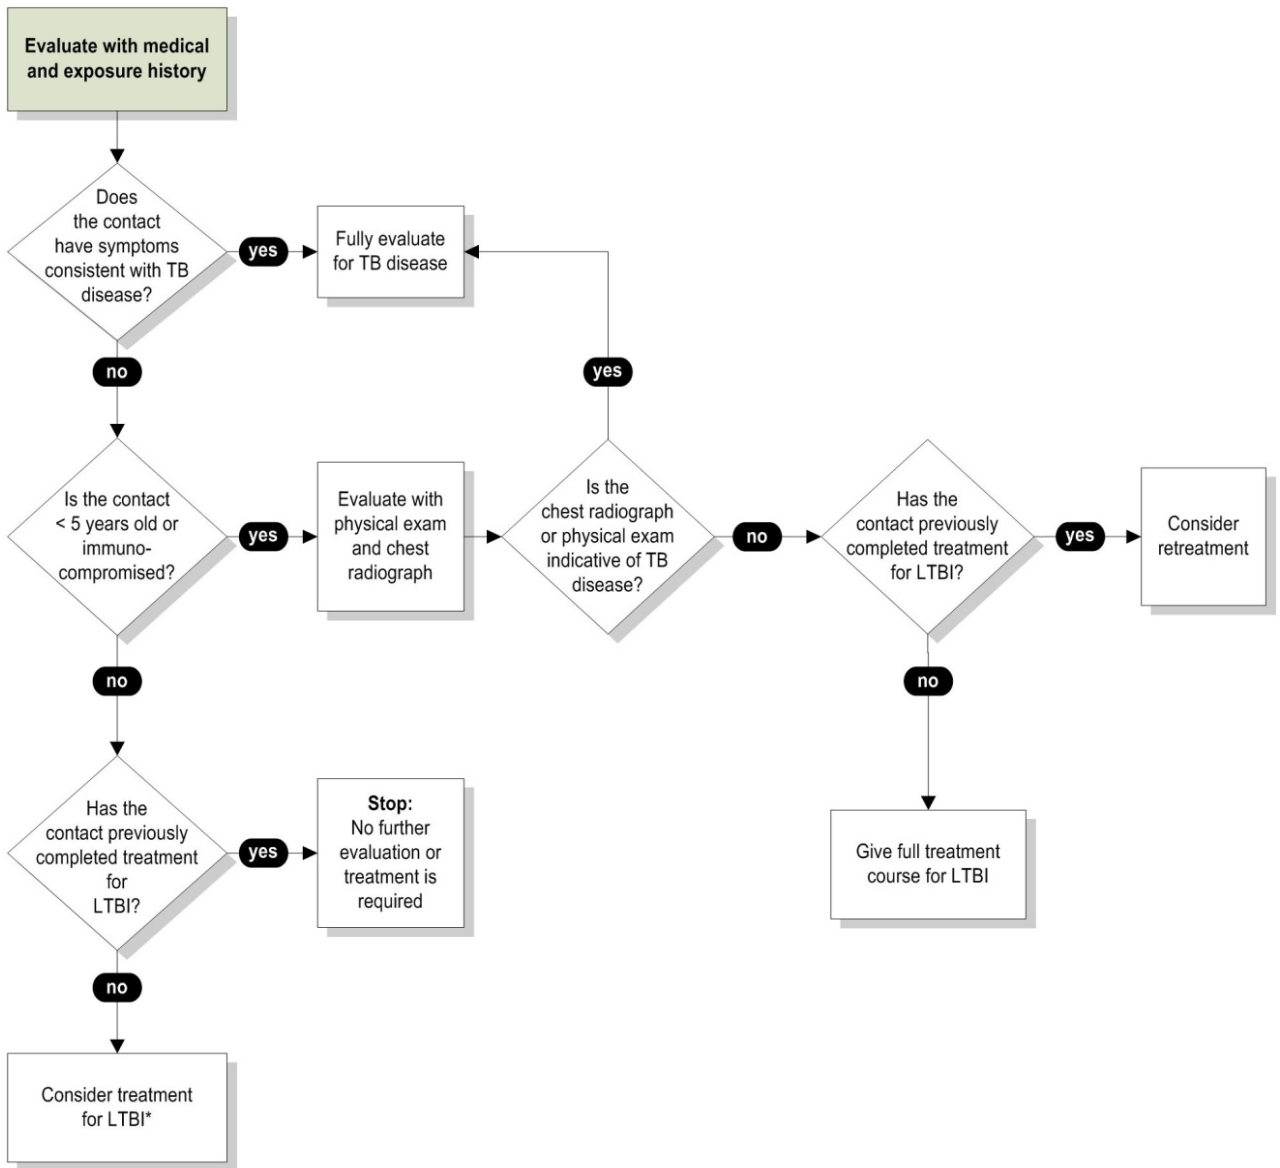 Evaluate with medical
and exposure history
Does
the contact
have symptoms
consistent with TB
disease?
yes
Fully evaluate
for TB disease
no
yes
Is the contact
< 5 years old or
immuno-
compromised?
yes
Evaluate with
physical exam
and chest
radiograph
Is the
chest radiograph
or physical exam
indicative of TB
disease?
no
Has the
contact previously
completed treatment
for LTBI?
yes
Consider
retreatment
no
no
Has the
contact previously
completed treatment
for
LTBI?
yes
Stop:
No further
evaluation or
treatment is
required
Give full treatment
course for LTBI
no
Consider treatment
for LTBI*